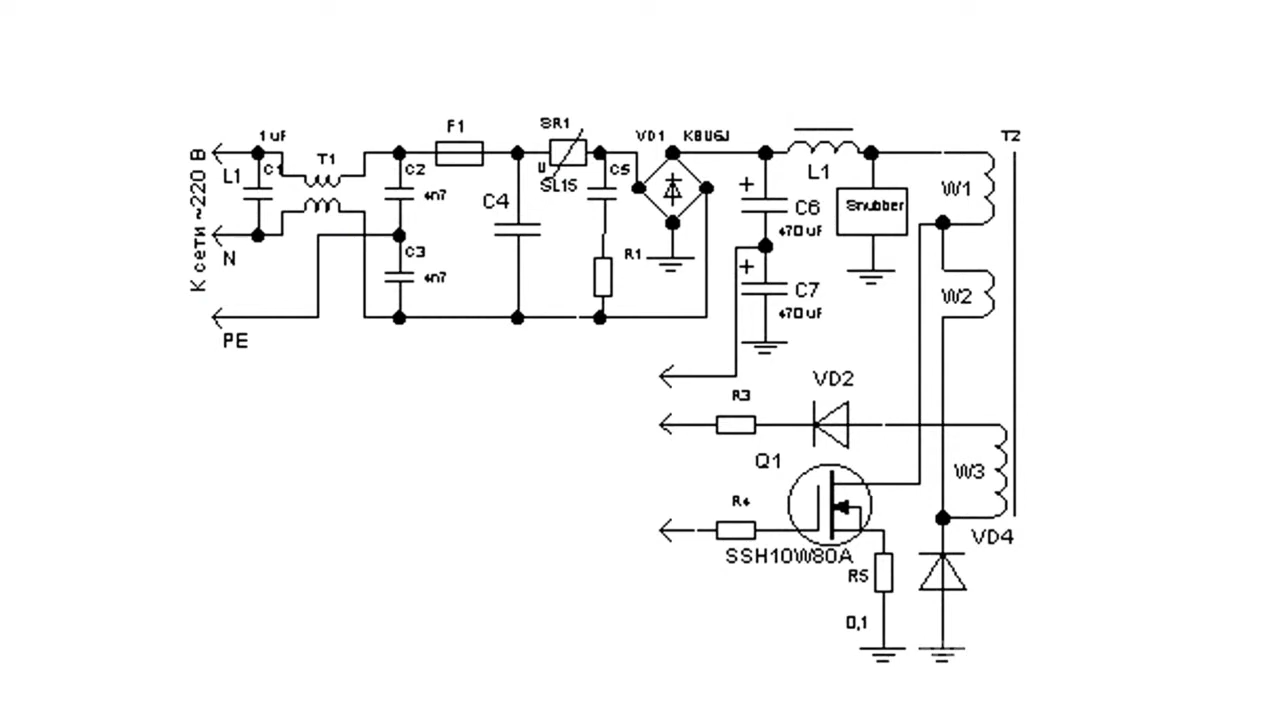 К сети ~220 В
L1
N
PE
1 uF
C1
T1
C2
4n7
C3
4n7
F1
C4
SR1
U
SL15
C5
R1
VD1 KBU6J
C6
470 uF
C7
470 uF
L1
Snubber
T2
W1
W2
W3
VD2
R3
Q1
R4
SSH10W80A
R5
0,1
VD4